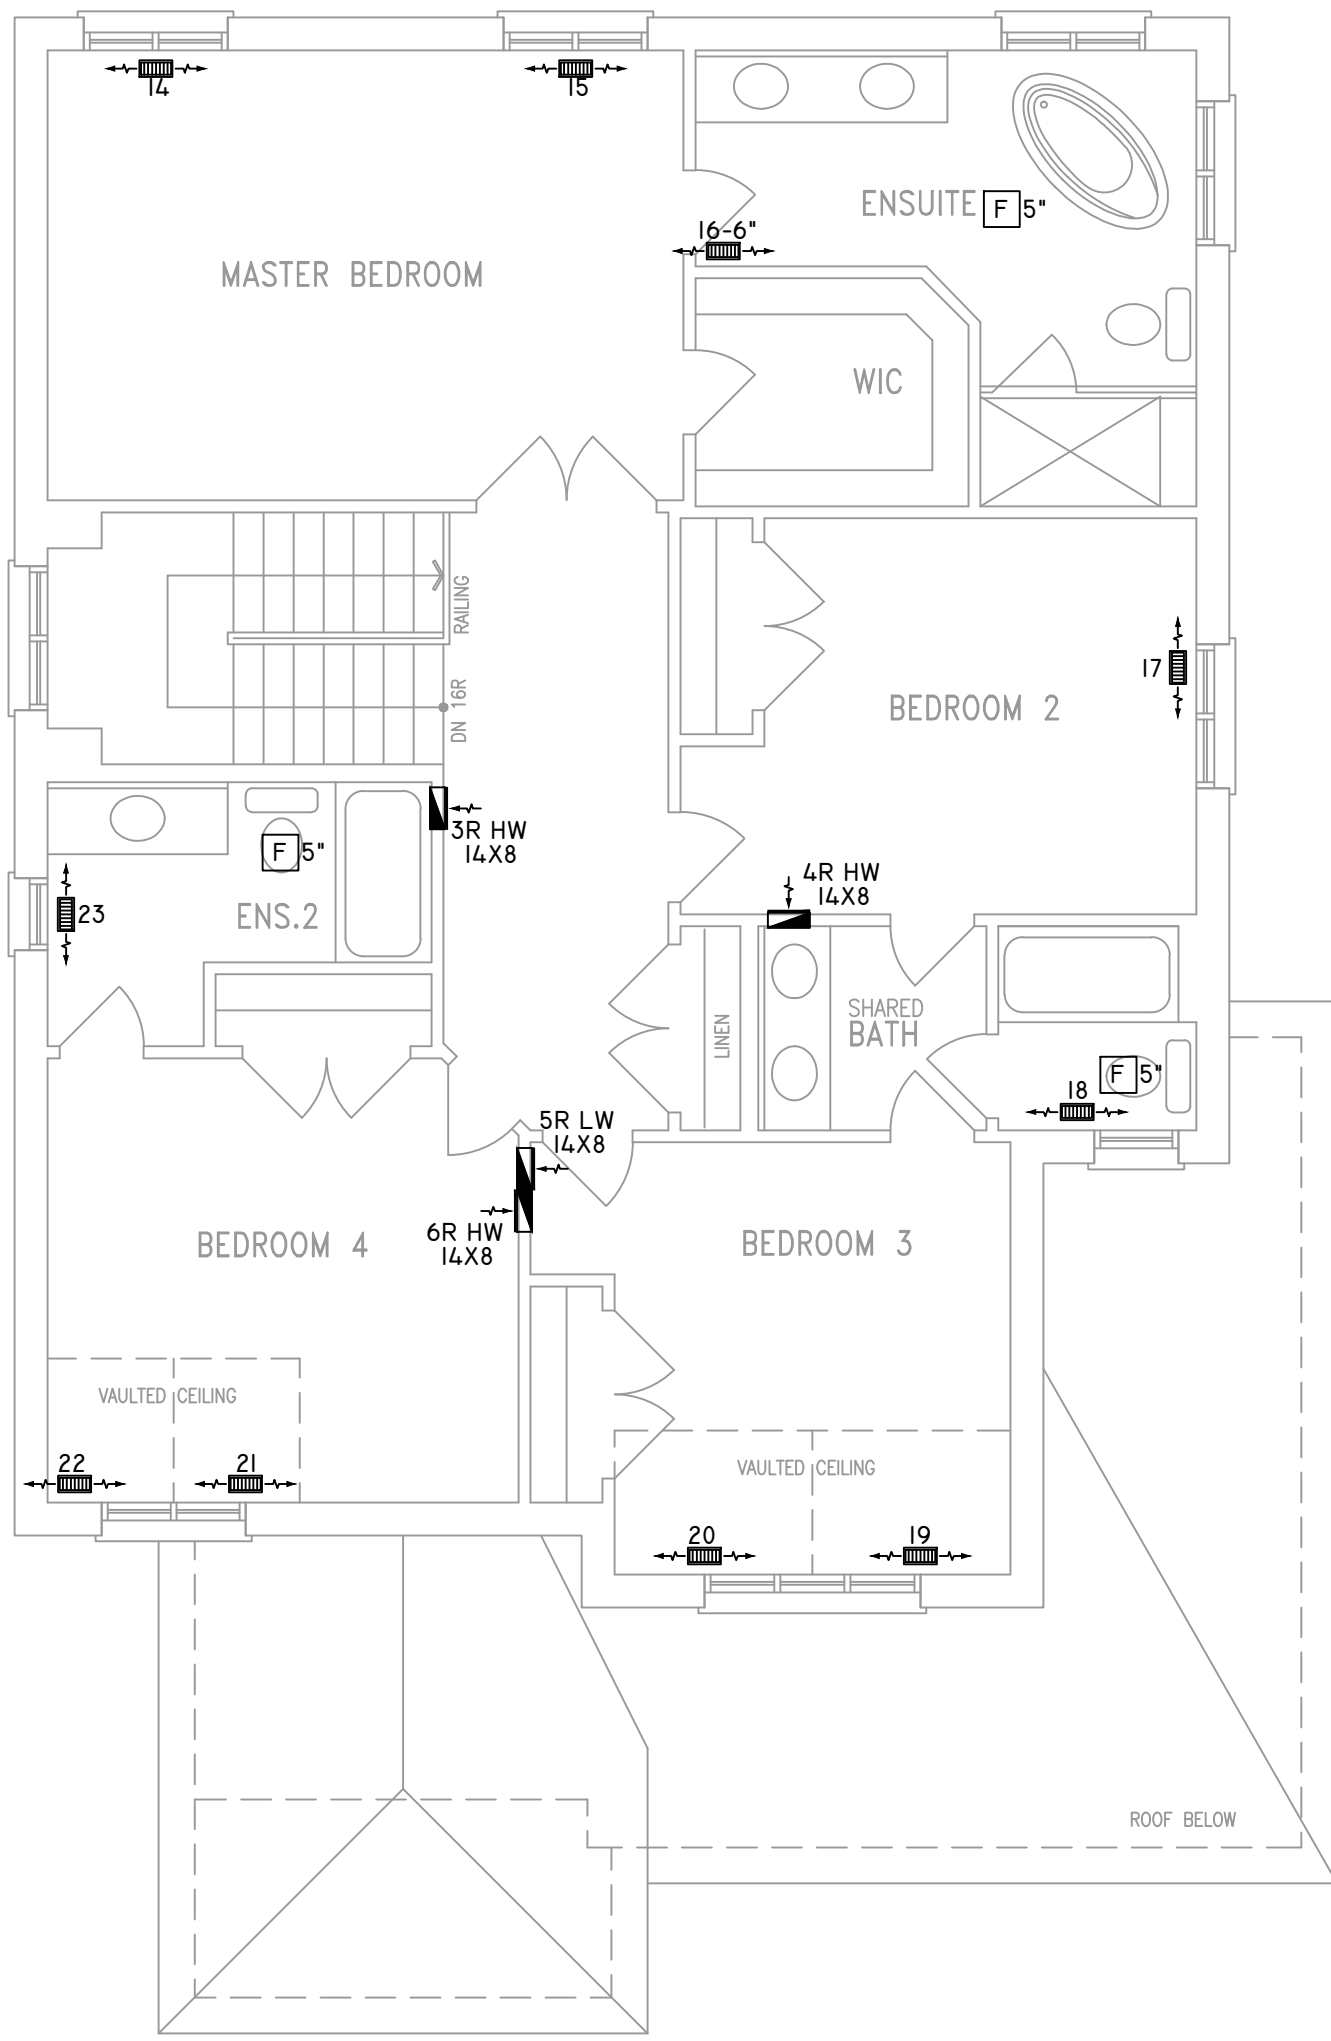 14
15
ENSUITE
F 5"
16-6"
MASTER BEDROOM
WIC
RAILING
DN 16R
17
BEDROOM 2
3R HW
14X8
F 5"
4R HW
14X8
23
ENS.2
SHARED
BATH
LINEN
F 5"
18
5R LW
14X8
6R HW
14X8
BEDROOM 4
BEDROOM 3
VAULTED CEILING
22
21
VAULTED CEILING
20
19
ROOF BELOW